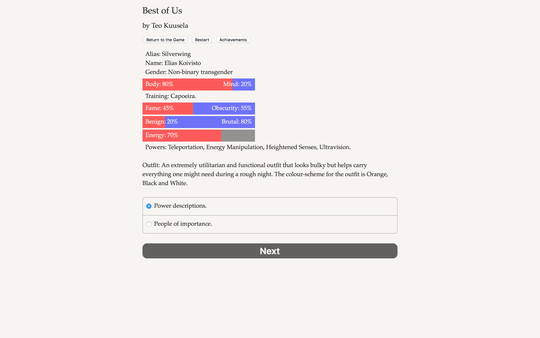 Best of Us
by Teo Kuusela
Return to the Game Restart Achievements
Alias: Silverwing
Name: Elias Koivisto
Gender: Non-binary transgender
Body: 80% Mind: 20%
Training: Capoeira.
Fame: 45% Obscurity: 55%
Benign: 20% Brutal: 80%
Energy: 70%
Powers: Teleportation, Energy Manipulation, Heightened Senses, Ultravision.
Outfit: An extremely utilitarian and functional outfit that looks bulky but helps carry
everything one might need during a rough night. The colour-scheme for the outfit is Orange,
Black and White.
Power descriptions.
People of importance.
Next